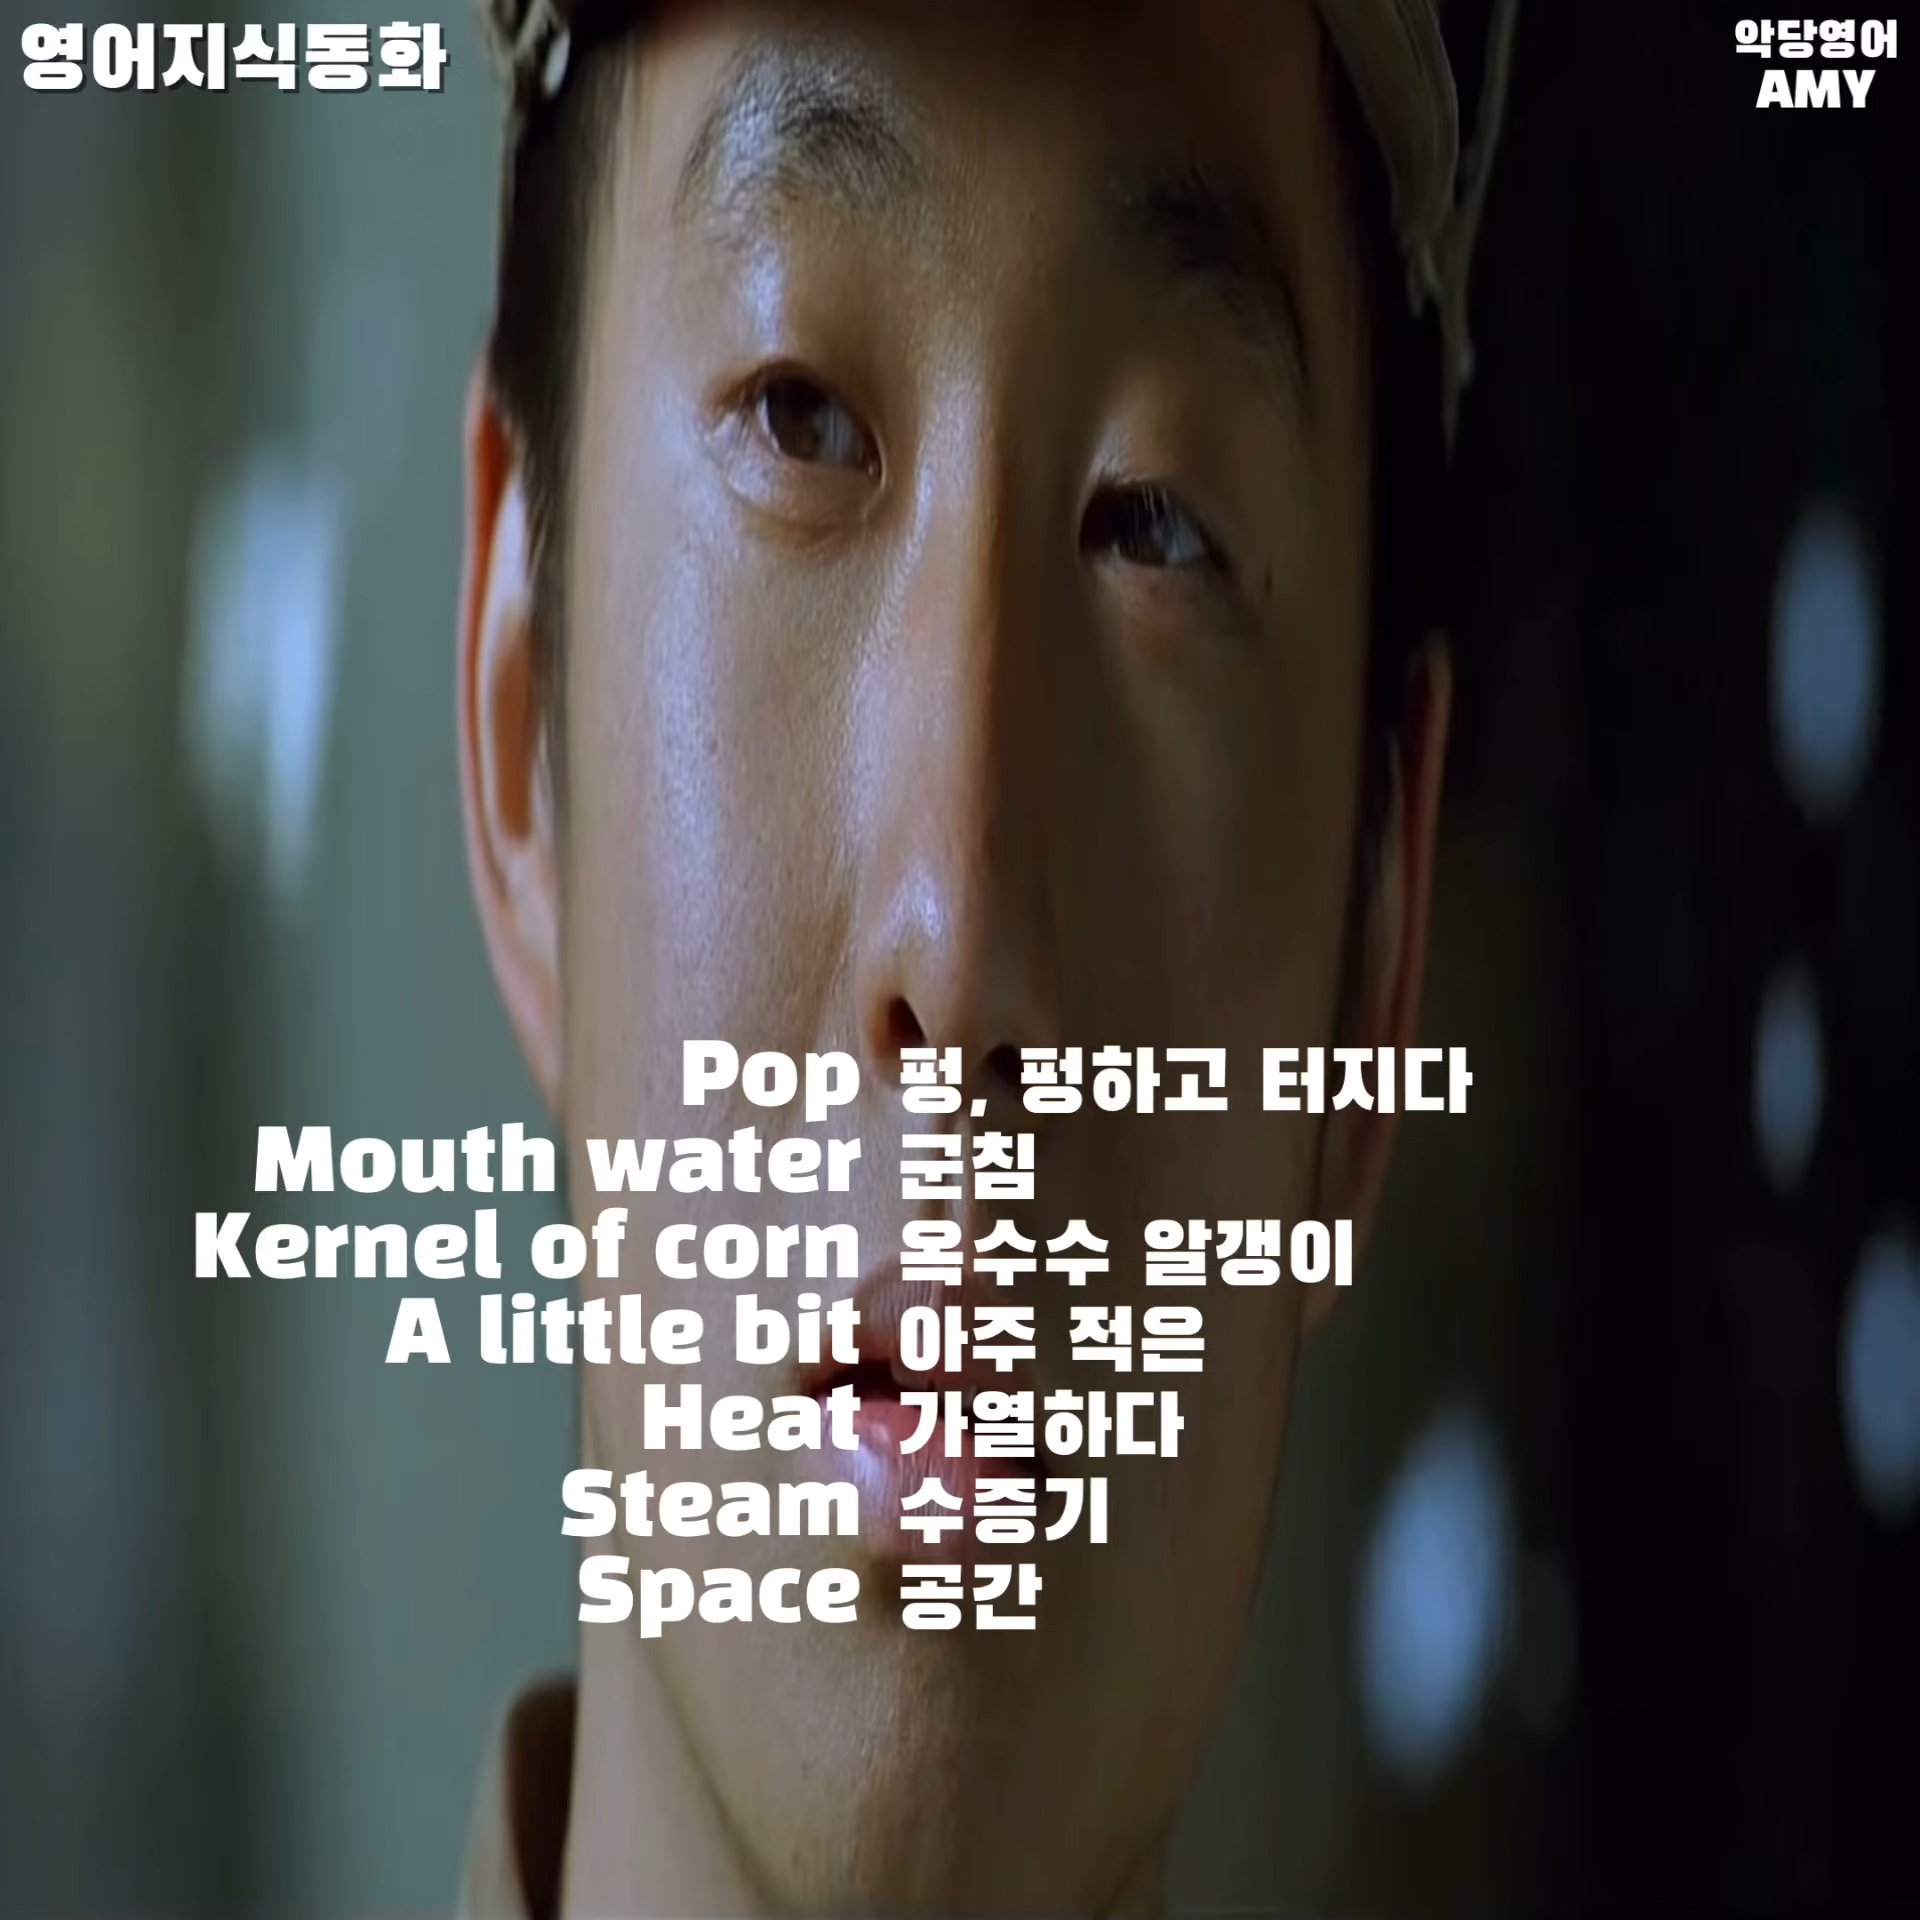 영어지식동화
악당영어
AMY
Pop 펑, 펑하고 터지다
Mouth water 군침
Kernel of corn 옥수수 알갱이
A little bit 아주 적은
Heat 가열하다
Steam 수증기
Space 공간